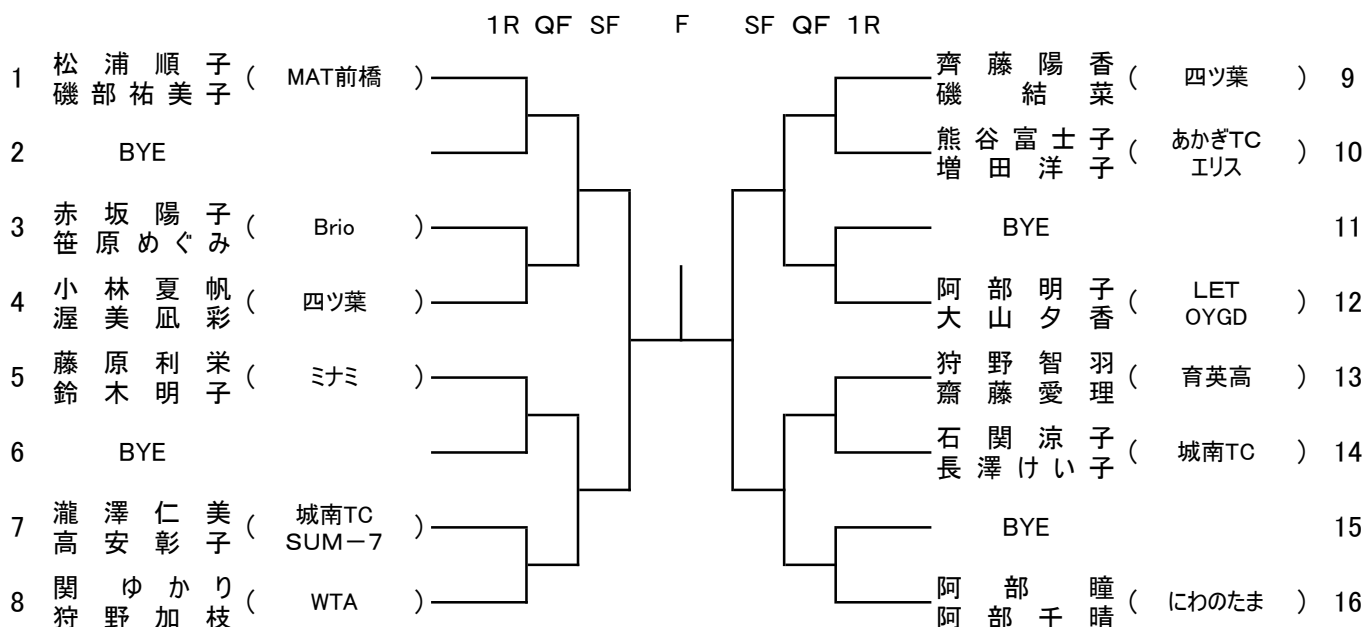 1R QF SF F SF QF 1R
1 松浦順子 ( MAT前橋 )
磯部祐美子
2 BYE
3 赤坂陽子 ( Brio )
笹原めぐみ
4 小林夏帆 ( 四ツ葉 )
渥美凪彩
5 藤原利栄 ( ミナミ )
鈴木明子
6 BYE
7 瀧澤仁美 ( 城南TC )
高安彰子 SUM－7
8 関ゆかり ( WTA )
狩野加枝
齊藤陽香 ( 四ツ葉 ) 9
磯結菜
熊谷富士子 ( あかぎTC ) 10
増田洋子 エリス
BYE 11
阿部明子 ( LET ) 12
大山夕香 OYGD
狩野智羽 ( 育英高 ) 13
齋藤愛理
石関涼子 ( 城南TC ) 14
長澤けい子
BYE 15
阿部瞳 ( にわのたま ) 16
阿部千晴